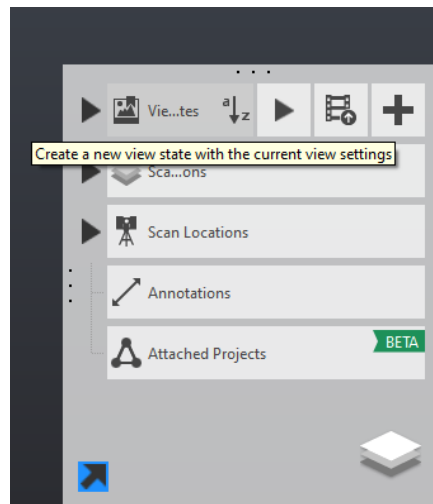 Vie...tes a z
Create a new view state with the current view settings
Sca...ons
Scan Locations
Annotations
Attached Projects BETA